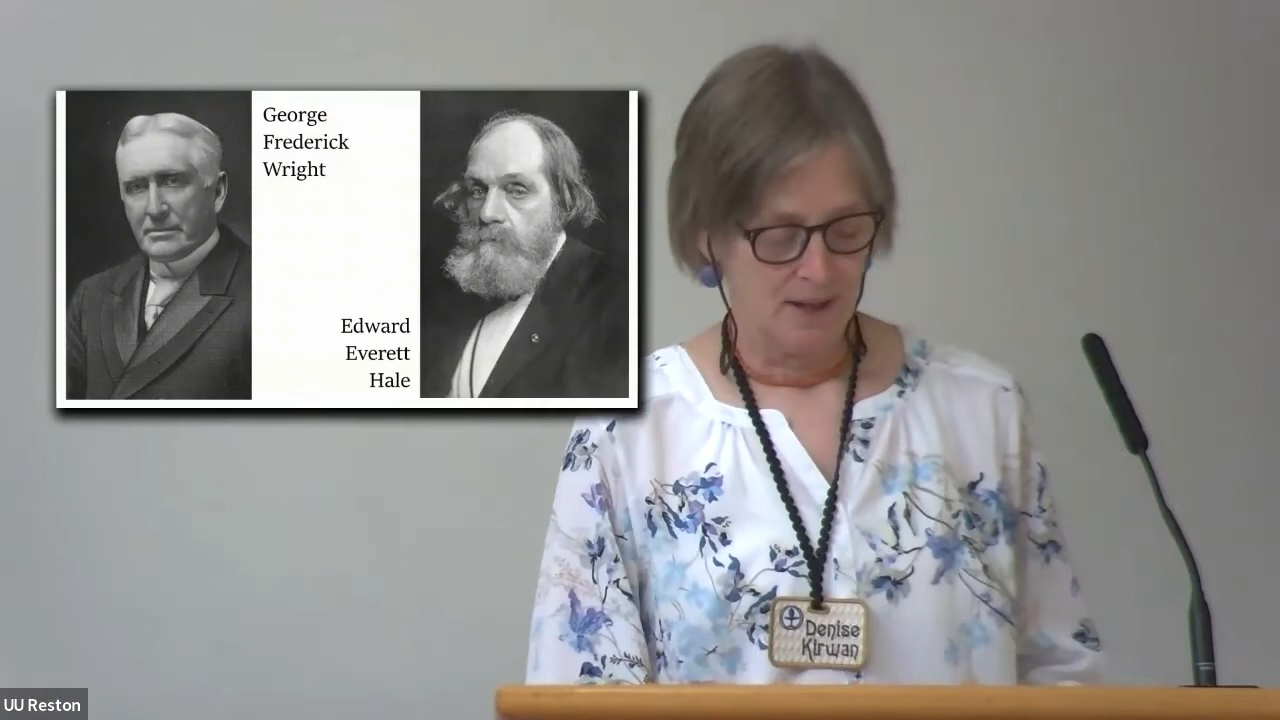 George
Frederick
Wright
Edward
Everett
Hale
Denise
Kirwan
UU Reston